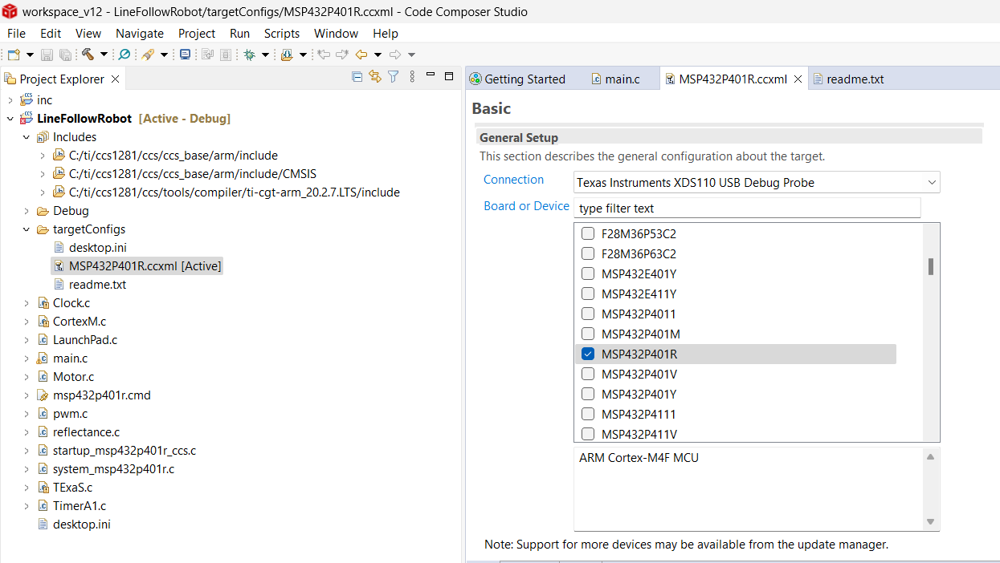 workspace_v12 - LineFollowRobot/targetConfigs/MSP432P401R.ccxml - Code Composer Studio
File Edit View Navigate Project Run Scripts Window Help
Project Explorer
inc
LineFollowRobot [Active - Debug]
Includes
C:/ti/ccs1281/ccs/ccs_base/arm/include
C:/ti/ccs1281/ccs/ccs_base/arm/include/CMSIS
C:/ti/ccs1281/ccs/tools/compiler/ti-cgt-arm_20.2.7.LTS/include
Debug
targetConfigs
desktop.ini
MSP432P401R.ccxml [Active]
readme.txt
Clock.c
CortexM.c
LaunchPad.c
main.c
Motor.c
msp432p401r.cmd
pwm.c
reflectance.c
startup_msp432p401r_ccs.c
system_msp432p401r.c
TExaS.c
TimerA1.c
desktop.ini
Getting Started main.c MSP432P401R.ccxml readme.txt
Basic
General Setup
This section describes the general configuration about the target.
Connection Texas Instruments XDS110 USB Debug Probe
Board or Device type filter text
F28M36P53C2
F28M36P63C2
MSP432E401Y
MSP432E411Y
MSP432P4011
MSP432P401M
MSP432P401R
MSP432P401V
MSP432P401Y
MSP432P4111
MSP432P411V
ARM Cortex-M4F MCU
Note: Support for more devices may be available from the update manager.